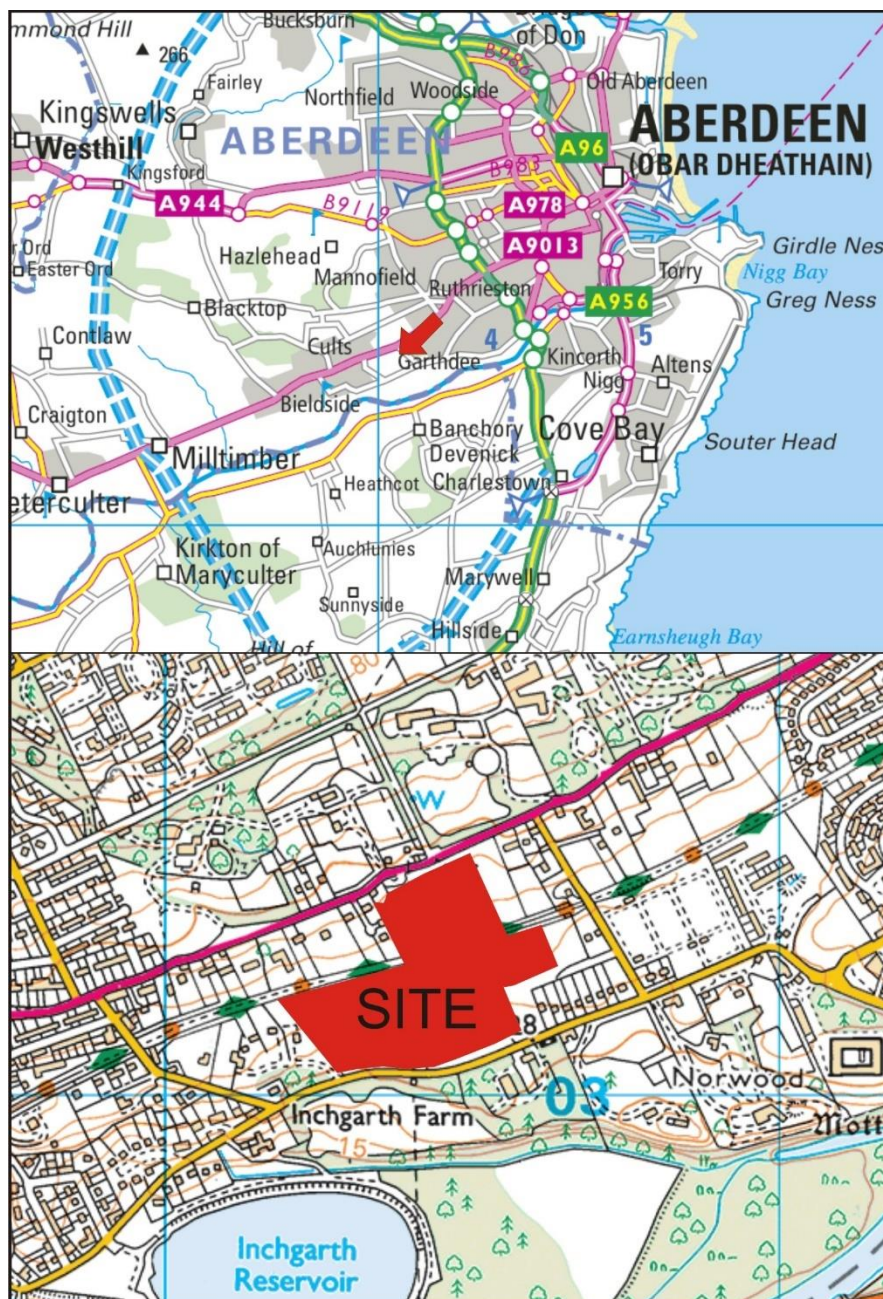 mmond Hill
266
Bucksburn
of Don
B986
Fairley
Northfield
Woodside
Old Aberdeen
Kingswells
Westhill
ABERDEEN
ABERDEEN
(OBAR DHEATHAIN)
A96
B983
Kingsford
A944
B9119
A978
A9013
r Ord
Easter Ord
Hazlehead
Mannofield
Torry
Girdle Nes
Nigg Bay
Greg Ness
Ruthrieston
A956
Blacktop
Contlaw
Cults
4
5
Garthdee
Kincorth
Nigg
Altens
Bieldside
Craigton
Banchory
Devenick
Cove Bay
Souter Head
Milltimber
Heathcot
Charlestown
eterculter
Kirkton of
Maryculter
Auchlunies
Marywell
Sunnyside
Hillside
Earnsheugh Bay
Hill of
80
W
SITE
28
03
Norwood
Inchgarth Farm
15
Mott
Inchgarth
Reservoir